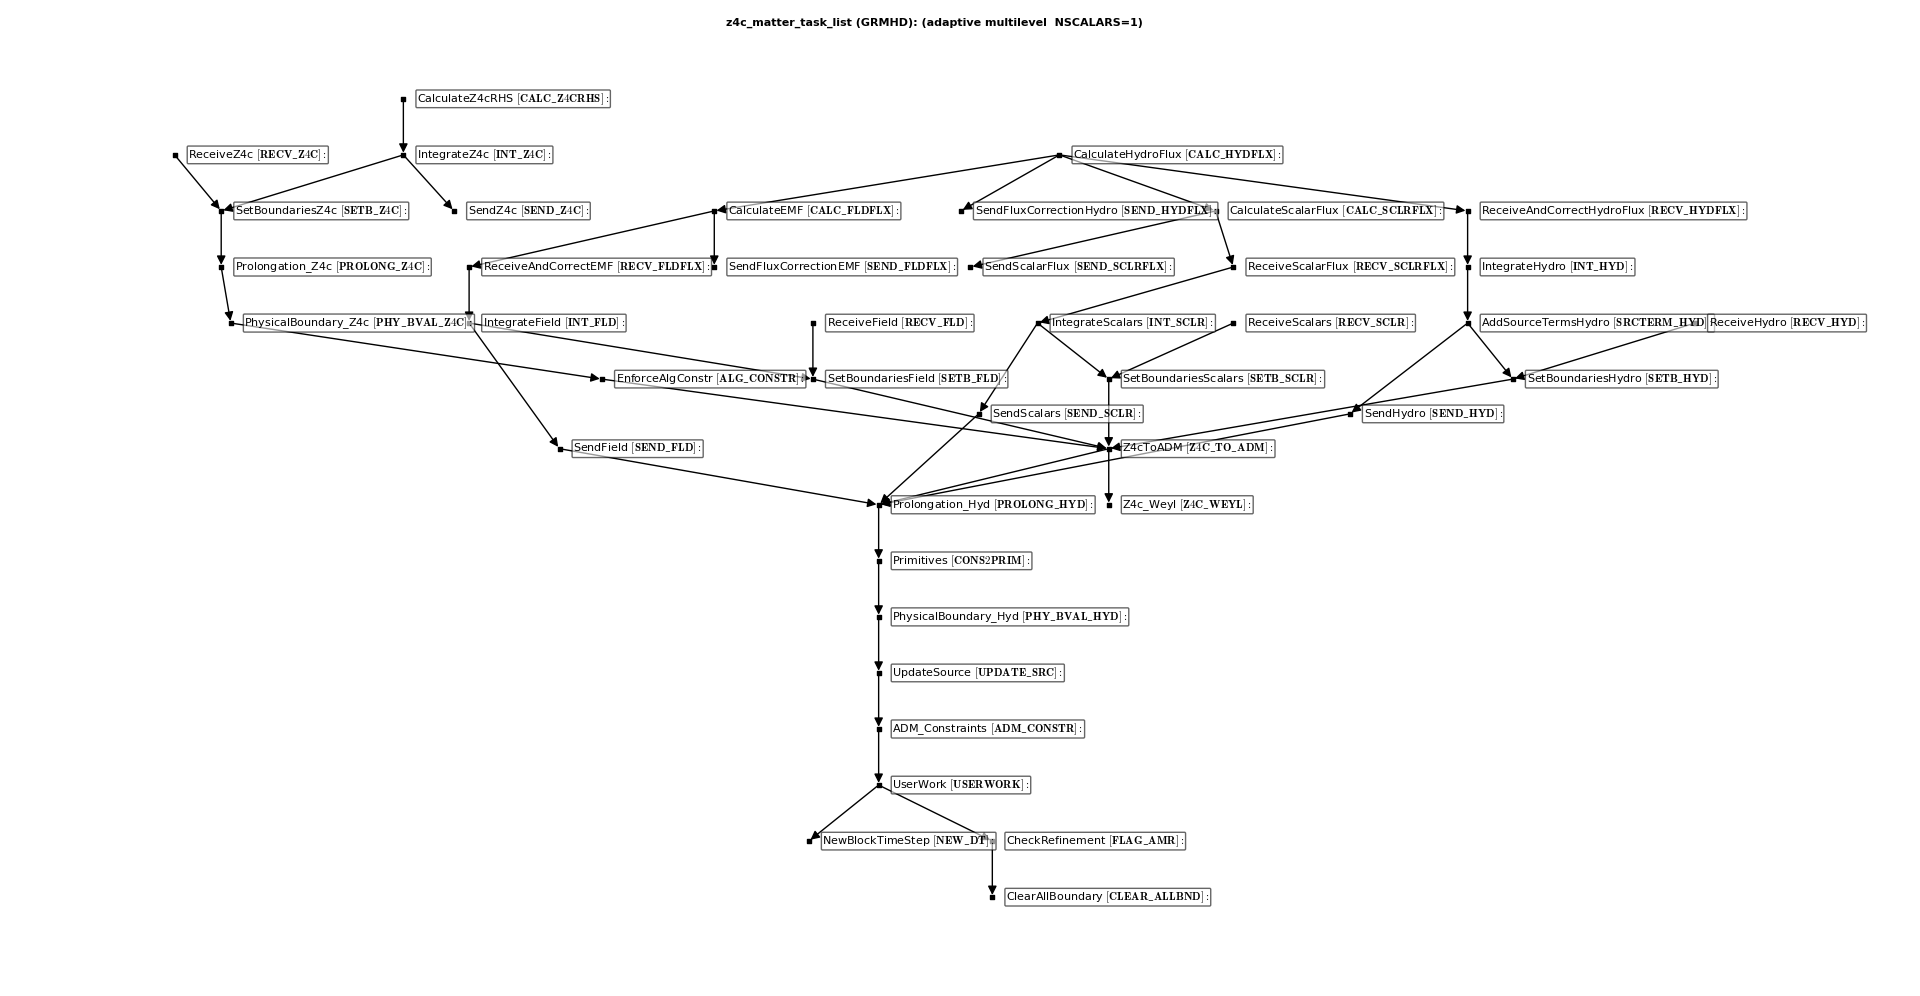 z4c_matter_task_list (GRMHD): (adaptive multilevel  NSCALARS=1)
CalculateZ4cRHS [CALC_Z4CRHS]:
ReceiveZ4c [RECV_Z4C]:
IntegrateZ4c [INT_Z4C]:
CalculateHydroFlux [CALC_HYDFLX]:
SetBoundariesZ4c [SETB_Z4C]:
SendZ4c [SEND_Z4C]:
CalculateEMF [CALC_FLDFLX]:
SendFluxCorrectionHydro [SEND_HYDFLX]:
CalculateScalarFlux [CALC_SCLRFLX]:
ReceiveAndCorrectHydroFlux [RECV_HYDFLX]:
Prolongation_Z4c [PROLONG_Z4C]:
ReceiveAndCorrectEMF [RECV_FLDFLX]:
SendFluxCorrectionEMF [SEND_FLDFLX]:
SendScalarFlux [SEND_SCLRFLX]:
ReceiveScalarFlux [RECV_SCLRFLX]:
IntegrateHydro [INT_HYD]:
PhysicalBoundary_Z4c [PHY_BVAL_Z4C]:
IntegrateField [INT_FLD]:
ReceiveField [RECV_FLD]:
IntegrateScalars [INT_SCLR]:
ReceiveScalars [RECV_SCLR]:
AddSourceTermsHydro [SRCTERM_HYD]:
ReceiveHydro [RECV_HYD]:
EnforceAlgConstr [ALG_CONSTR]:
SetBoundariesField [SETB_FLD]:
SetBoundariesScalars [SETB_SCLR]:
SetBoundariesHydro [SETB_HYD]:
SendScalars [SEND_SCLR]:
SendHydro [SEND_HYD]:
SendField [SEND_FLD]:
Z4cToADM [Z4C_TO_ADM]:
Prolongation_Hyd [PROLONG_HYD]:
Z4c_Weyl [Z4C_WEYL]:
Primitives [CONS2PRIM]:
PhysicalBoundary_Hyd [PHY_BVAL_HYD]:
UpdateSource [UPDATE_SRC]:
ADM_Constraints [ADM_CONSTR]:
UserWork [USERWORK]:
NewBlockTimeStep [NEW_DT]:
CheckRefinement [FLAG_AMR]:
ClearAllBoundary [CLEAR_ALLBND]: